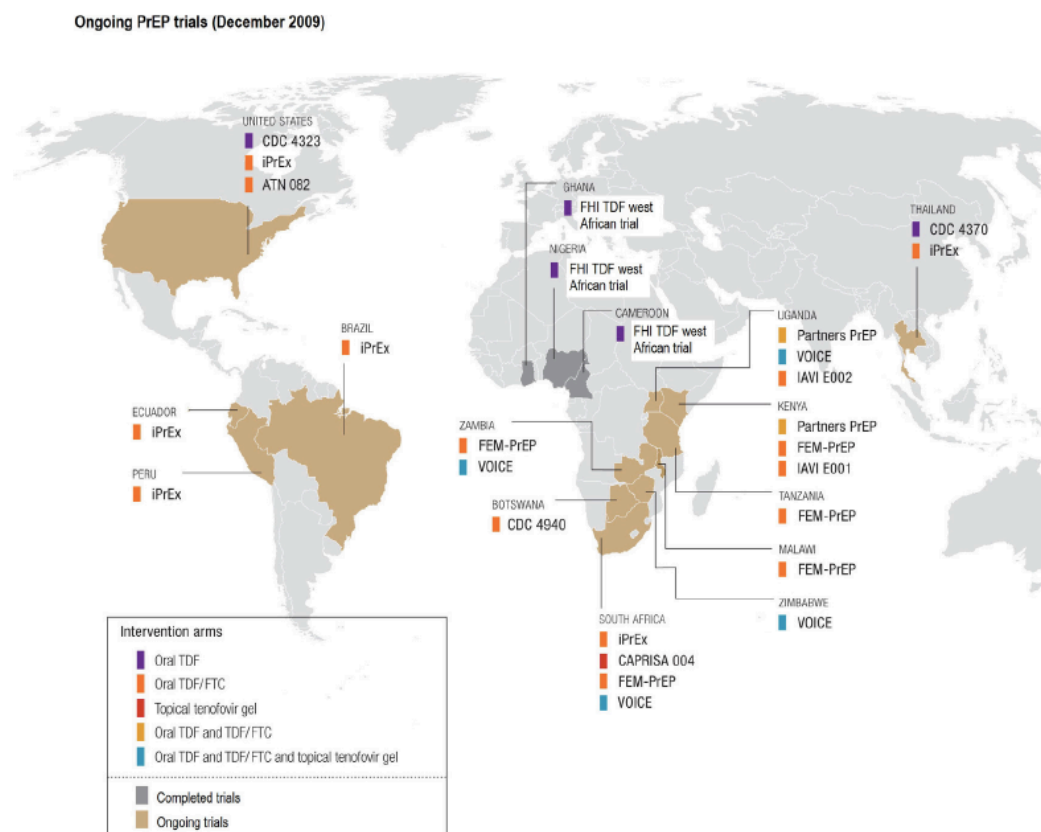 Ongoing PrEP trials (December 2009)
UNITED STATES
CDC 4323
iPrEx
ATN 082
GHANA
FHI TDF west
African trial
NIGERIA
FHI TDF west
African trial
CAMEROON
FHI TDF west
African trial
THAILAND
CDC 4370
iPrEx
BRAZIL
iPrEx
ECUADOR
iPrEx
PERU
iPrEx
UGANDA
Partners PrEP
VOICE
IAVI E002
KENYA
Partners PrEP
FEM-PrEP
IAVI E001
ZAMBIA
FEM-PrEP
VOICE
BOTSWANA
CDC 4940
TANZANIA
FEM-PrEP
MALAWI
FEM-PrEP
ZIMBABWE
VOICE
SOUTH AFRICA
iPrEx
CAPRISA 004
FEM-PrEP
VOICE
Intervention arms
Oral TDF
Oral TDF/FTC
Topical tenofovir gel
Oral TDF and TDF/FTC
Oral TDF and TDF/FTC and topical tenofovir gel
Completed trials
Ongoing trials